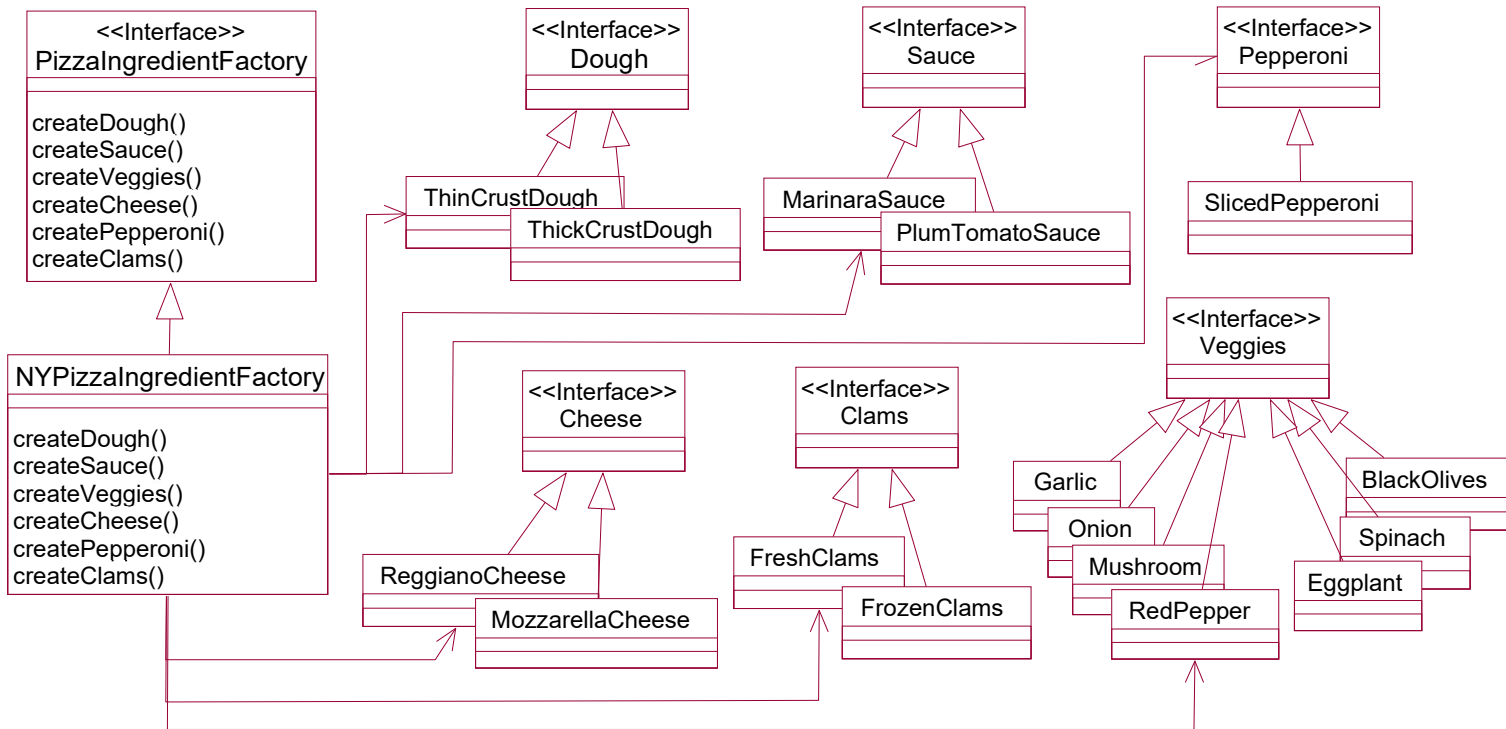 <<Interface>>
PizzaIngredientFactory
createDough()
createSauce()
createVeggies()
createCheese()
createPepperoni()
createClams()
<<Interface>>
Dough
ThinCrustDough
ThickCrustDough
<<Interface>>
Sauce
MarinaraSauce
PlumTomatoSauce
<<Interface>>
Pepperoni
SlicedPepperoni
NYPizzaIngredientFactory
createDough()
createSauce()
createVeggies()
createCheese()
createPepperoni()
createClams()
<<Interface>>
Cheese
ReggianoCheese
MozzarellaCheese
<<Interface>>
Clams
FreshClams
FrozenClams
<<Interface>>
Veggies
Garlic
Onion
Mushroom
RedPepper
BlackOlives
Spinach
Eggplant